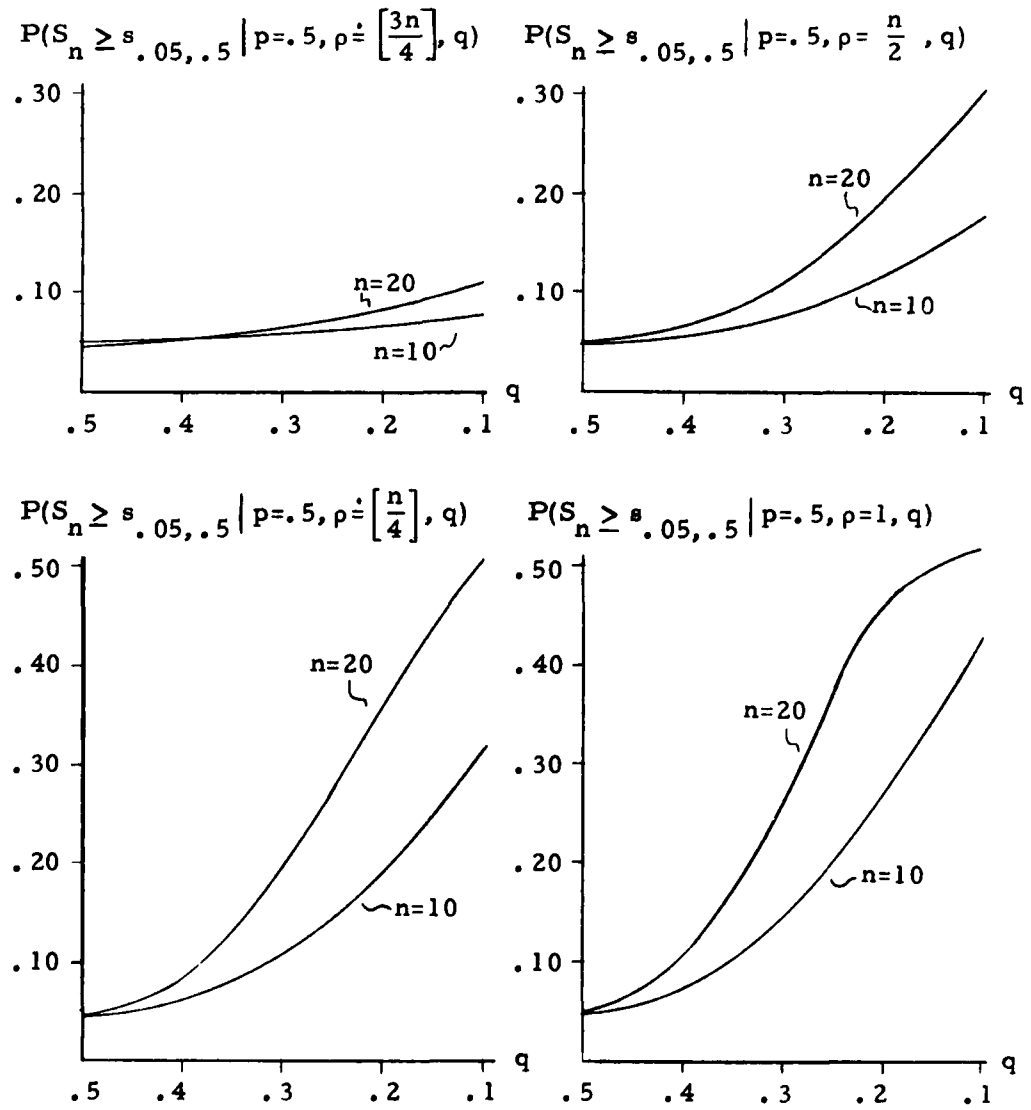 P(S_n ≥ s_.05,.5 | p=.5, ρ≐[3n/4], q)
.30
.20
.10
n=20
n=10
q
.5 .4 .3 .2 .1
P(S_n ≥ s_.05,.5 | p=.5, ρ= n/2 , q)
.30
.20
.10
n=20
n=10
q
.5 .4 .3 .2 .1
P(S_n ≥ s_.05,.5 | p=.5, ρ≐[n/4], q)
.50
.40
.30
.20
.10
n=20
n=10
q
.5 .4 .3 .2 .1
P(S_n ≥ s_.05,.5 | p=.5, ρ=1, q)
.50
.40
.30
.20
.10
n=20
n=10
q
.5 .4 .3 .2 .1